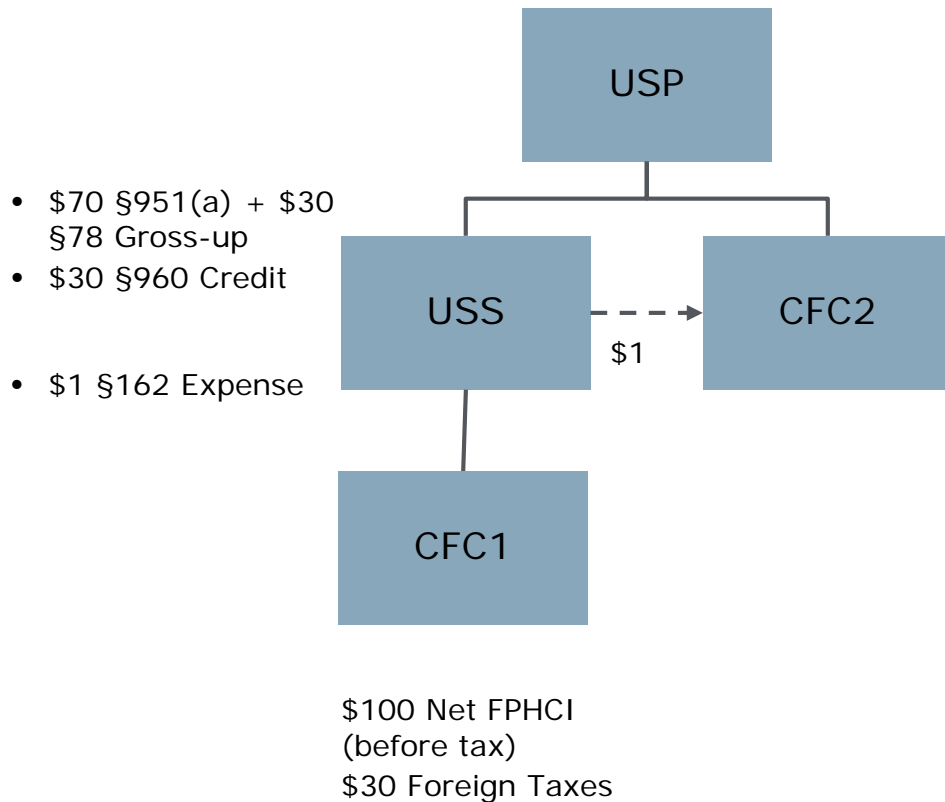 USP
• $70 §951(a) + $30
§78 Gross-up
• $30 §960 Credit
• $1 §162 Expense
USS
$1
CFC2
CFC1
$100 Net FPHCI
(before tax)
$30 Foreign Taxes